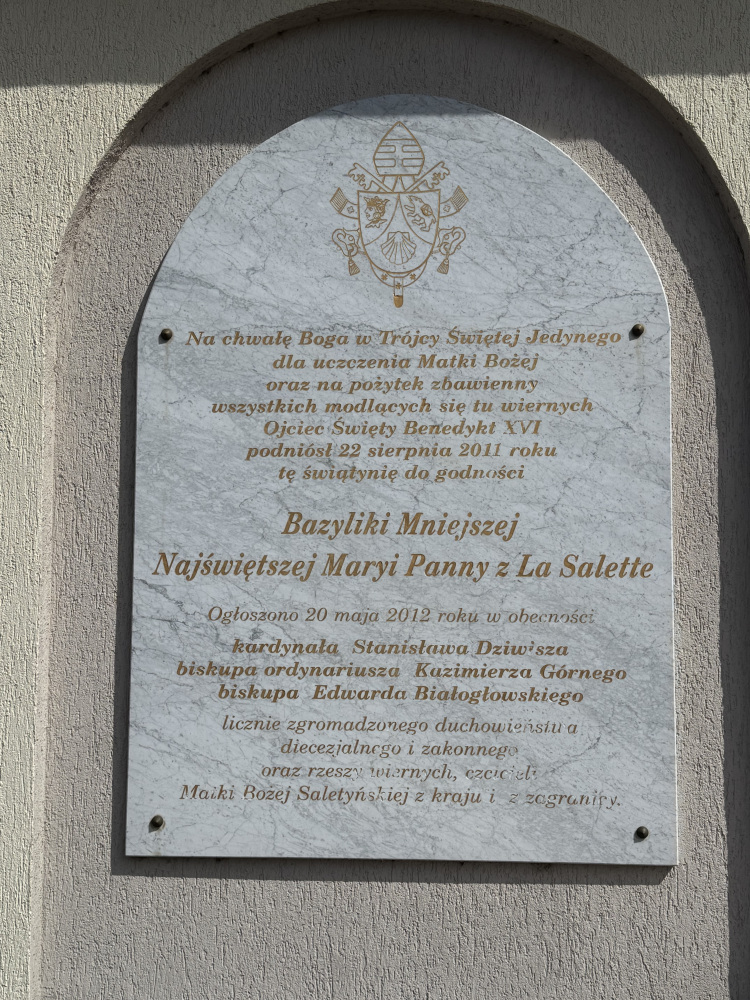 Na chwałę Boga w Trójcy Świętej Jedynego
dla uczczenia Matki Bożej
oraz na pożytek zbawienny
wszystkich modlących się tu wiernych
Ojciec Święty Benedykt XVI
podniósł 22 sierpnia 2011 roku
tę świątynię do godności
Bazyliki Mniejszej
Najświętszej Maryi Panny z La Salette
Ogłoszono 20 maja 2012 roku w obecności
kardynała Stanisława Dziwisza
biskupa ordynariusza Kazimierza Górnego
biskupa Edwarda Białogłowskiego
licznie zgromadzonego duchowieństwa
diecezjalnego i zakonnego
oraz rzeszy wiernych, czcicieli
Matki Bożej Saletyńskiej z kraju i z zagranicy.